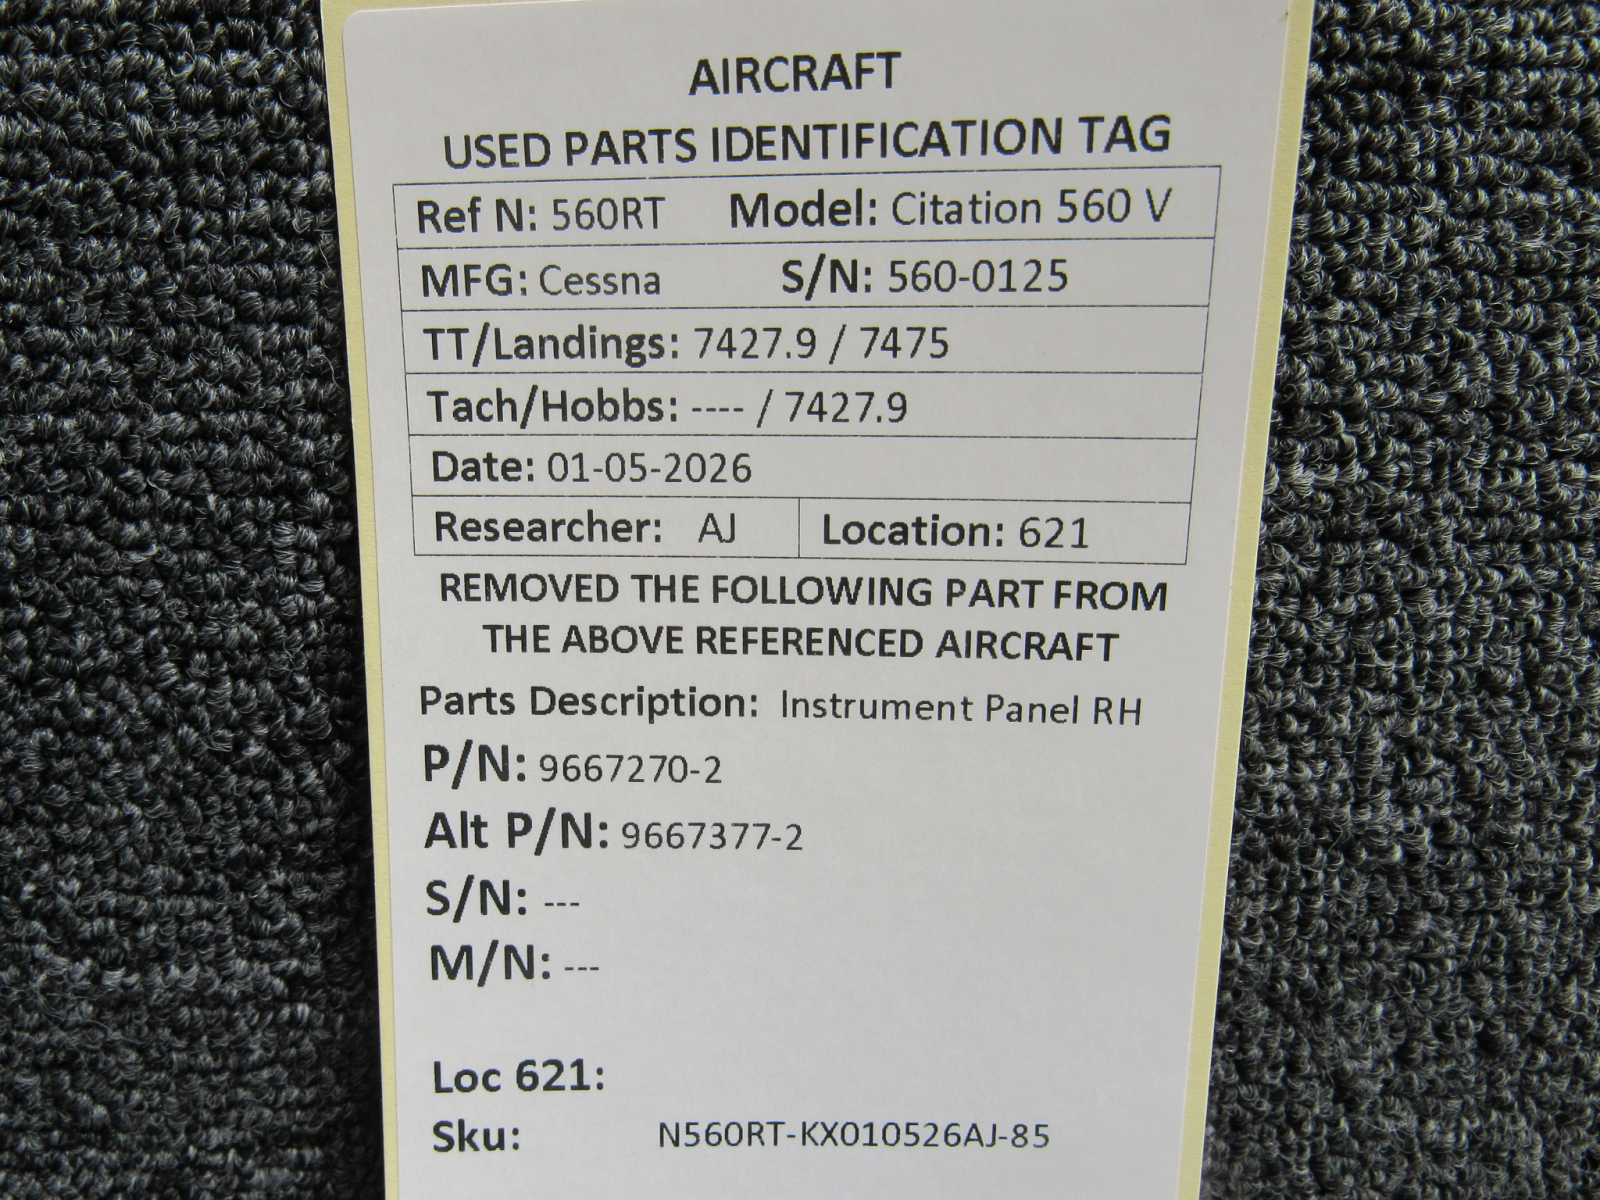 AIRCRAFT
USED PARTS IDENTIFICATION TAG
Ref N: 560RT Model: Citation 560 V
MFG: Cessna S/N: 560-0125
TT/Landings: 7427.9 / 7475
Tach/Hobbs: ---- / 7427.9
Date: 01-05-2026
Researcher: AJ Location: 621
REMOVED THE FOLLOWING PART FROM
THE ABOVE REFERENCED AIRCRAFT
Parts Description: Instrument Panel RH
P/N: 9667270-2
Alt P/N: 9667377-2
S/N: ---
M/N: ---
Loc 621:
Sku: N560RT-KX010526AJ-85